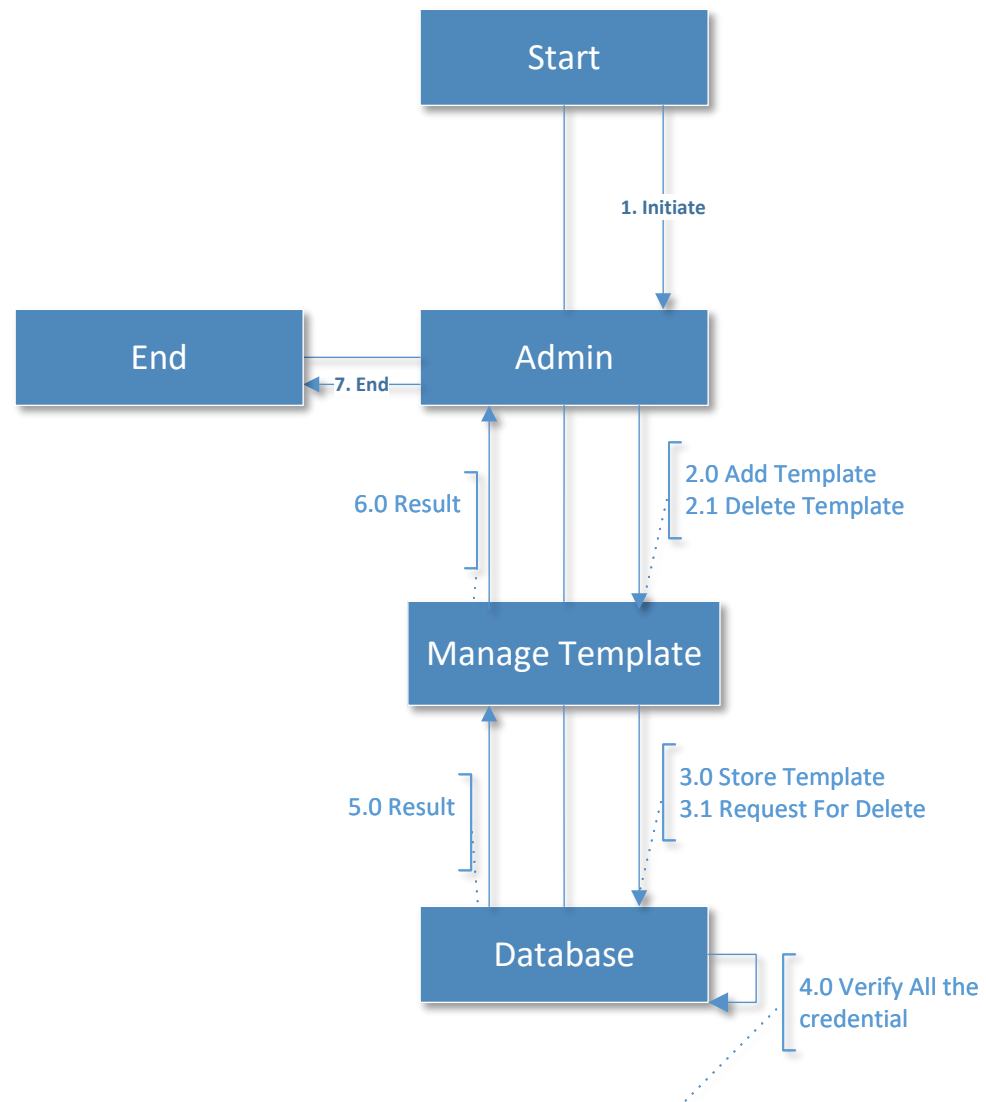 Start
1. Initiate
End
Admin
7. End
6.0 Result
2.0 Add Template
2.1 Delete Template
Manage Template
5.0 Result
3.0 Store Template
3.1 Request For Delete
Database
4.0 Verify All the
credential